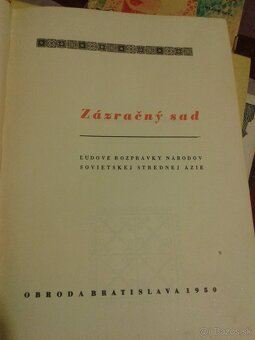 Zázračný sad
ĽUDOVÉ ROZPRÁVKY NÁRODOV
SOVIETSKEJ STREDNEJ ÁZIE
OBRODA BRATISLAVA 1950